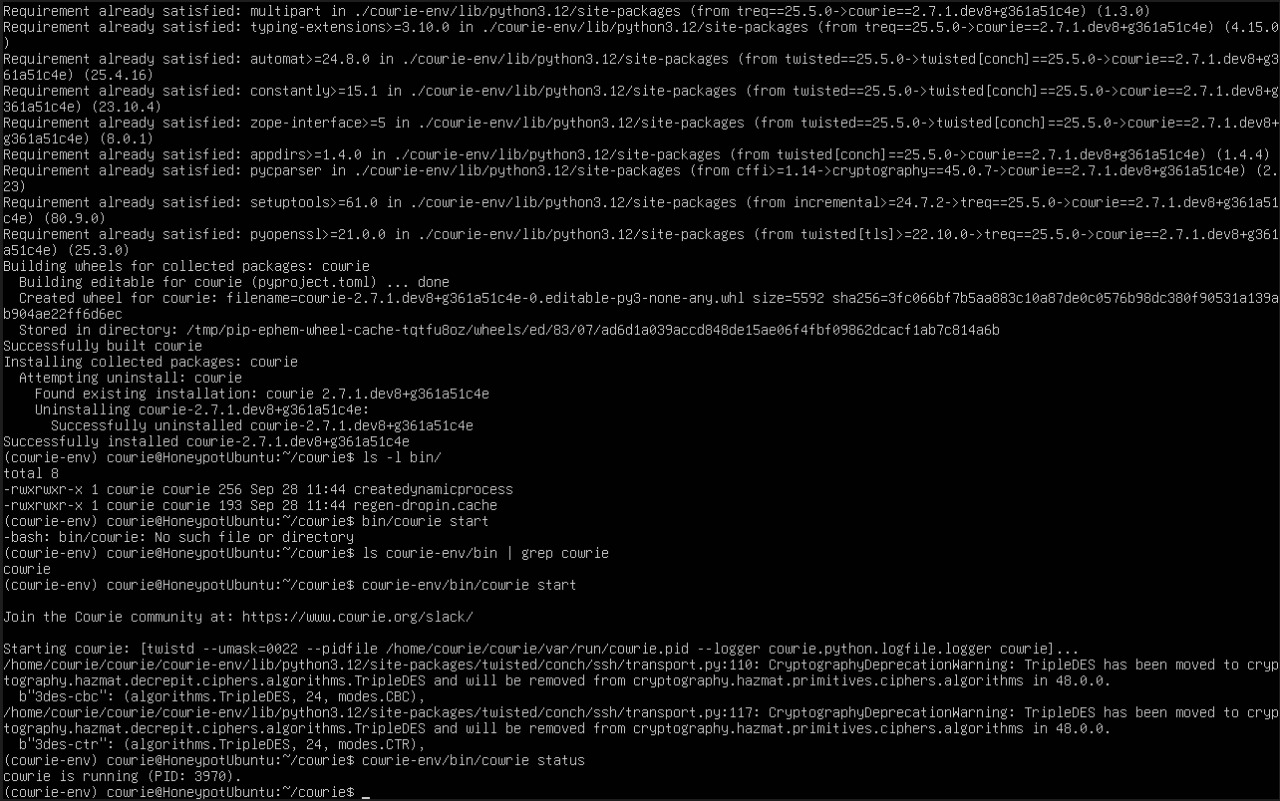 Requirement already satisfied: multipart in ./cowrie-env/lib/python3.12/site-packages (from treq==25.5.0->cowrie==2.7.1.dev8+g361a51c4e) (1.3.0)
Requirement already satisfied: typing-extensions>=3.10.0 in ./cowrie-env/lib/python3.12/site-packages (from treq==25.5.0->cowrie==2.7.1.dev8+g361a51c4e) (4.15.0
)
Requirement already satisfied: automat>=24.8.0 in ./cowrie-env/lib/python3.12/site-packages (from twisted==25.5.0->twisted[conch]==25.5.0->cowrie==2.7.1.dev8+g3
61a51c4e) (25.4.16)
Requirement already satisfied: constantly>=15.1 in ./cowrie-env/lib/python3.12/site-packages (from twisted==25.5.0->twisted[conch]==25.5.0->cowrie==2.7.1.dev8+g
361a51c4e) (23.10.4)
Requirement already satisfied: zope-interface>=5 in ./cowrie-env/lib/python3.12/site-packages (from twisted==25.5.0->twisted[conch]==25.5.0->cowrie==2.7.1.dev8+
g361a51c4e) (8.0.1)
Requirement already satisfied: appdirs>=1.4.0 in ./cowrie-env/lib/python3.12/site-packages (from twisted[conch]==25.5.0->cowrie==2.7.1.dev8+g361a51c4e) (1.4.4)
Requirement already satisfied: pycparser in ./cowrie-env/lib/python3.12/site-packages (from cffi>=1.14->cryptography==45.0.7->cowrie==2.7.1.dev8+g361a51c4e) (2.
23)
Requirement already satisfied: setuptools>=61.0 in ./cowrie-env/lib/python3.12/site-packages (from incremental>=24.7.2->treq==25.5.0->cowrie==2.7.1.dev8+g361a51
c4e) (80.9.0)
Requirement already satisfied: pyopenssl>=21.0.0 in ./cowrie-env/lib/python3.12/site-packages (from twisted[tls]>=22.10.0->treq==25.5.0->cowrie==2.7.1.dev8+g361
a51c4e) (25.3.0)
Building wheels for collected packages: cowrie
  Building editable for cowrie (pyproject.toml) ... done
  Created wheel for cowrie: filename=cowrie-2.7.1.dev8+g361a51c4e-0.editable-py3-none-any.whl size=5592 sha256=3fc066bf7b5aa883c10a87de0c0576b98dc380f90531a139a
b904ae22ff6d6ec
  Stored in directory: /tmp/pip-ephem-wheel-cache-tqtfu8oz/wheels/ed/83/07/ad6d1a039accd848de15ae06f4fbf09862dcacf1ab7c814a6b
Successfully built cowrie
Installing collected packages: cowrie
  Attempting uninstall: cowrie
    Found existing installation: cowrie 2.7.1.dev8+g361a51c4e
    Uninstalling cowrie-2.7.1.dev8+g361a51c4e:
      Successfully uninstalled cowrie-2.7.1.dev8+g361a51c4e
Successfully installed cowrie-2.7.1.dev8+g361a51c4e
(cowrie-env) cowrie@HoneypotUbuntu:~/cowrie$ ls -l bin/
total 8
-rwxrwxr-x 1 cowrie cowrie 256 Sep 28 11:44 createdynamicprocess
-rwxrwxr-x 1 cowrie cowrie 193 Sep 28 11:44 regen-dropin.cache
(cowrie-env) cowrie@HoneypotUbuntu:~/cowrie$ bin/cowrie start
-bash: bin/cowrie: No such file or directory
(cowrie-env) cowrie@HoneypotUbuntu:~/cowrie$ ls cowrie-env/bin | grep cowrie
cowrie
(cowrie-env) cowrie@HoneypotUbuntu:~/cowrie$ cowrie-env/bin/cowrie start
Join the Cowrie community at: https://www.cowrie.org/slack/
Starting cowrie: [twistd --umask=0022 --pidfile /home/cowrie/cowrie/var/run/cowrie.pid --logger cowrie.python.logfile.logger cowrie]...
/home/cowrie/cowrie/cowrie-env/lib/python3.12/site-packages/twisted/conch/ssh/transport.py:110: CryptographyDeprecationWarning: TripleDES has been moved to cryp
tography.hazmat.decrepit.ciphers.algorithms.TripleDES and will be removed from cryptography.hazmat.primitives.ciphers.algorithms in 48.0.0.
  b"3des-cbc": (algorithms.TripleDES, 24, modes.CBC),
/home/cowrie/cowrie/cowrie-env/lib/python3.12/site-packages/twisted/conch/ssh/transport.py:117: CryptographyDeprecationWarning: TripleDES has been moved to cryp
tography.hazmat.decrepit.ciphers.algorithms.TripleDES and will be removed from cryptography.hazmat.primitives.ciphers.algorithms in 48.0.0.
  b"3des-ctr": (algorithms.TripleDES, 24, modes.CTR),
(cowrie-env) cowrie@HoneypotUbuntu:~/cowrie$ cowrie-env/bin/cowrie status
cowrie is running (PID: 3970).
(cowrie-env) cowrie@HoneypotUbuntu:~/cowrie$ _